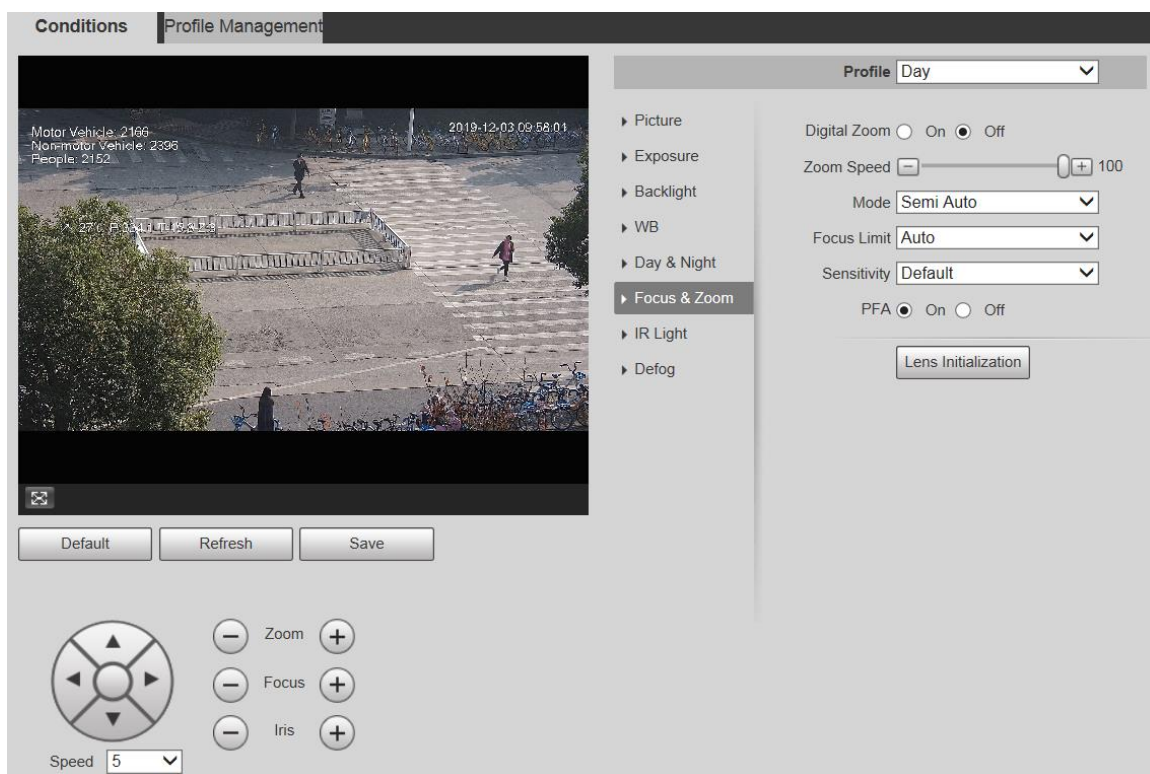 Conditions
Profile Management
Profile Day
Motor Vehicle: 2166
2019-12-03 09:58:01
Non-motor Vehicle: 2396
People: 2152
Picture
Exposure
Backlight
WB
Day & Night
Focus & Zoom
IR Light
Defog
Digital Zoom On Off
Zoom Speed 100
Mode Semi Auto
Focus Limit Auto
Sensitivity Default
PFA On Off
Lens Initialization
Default Refresh Save
Zoom
Focus
Iris
Speed 5